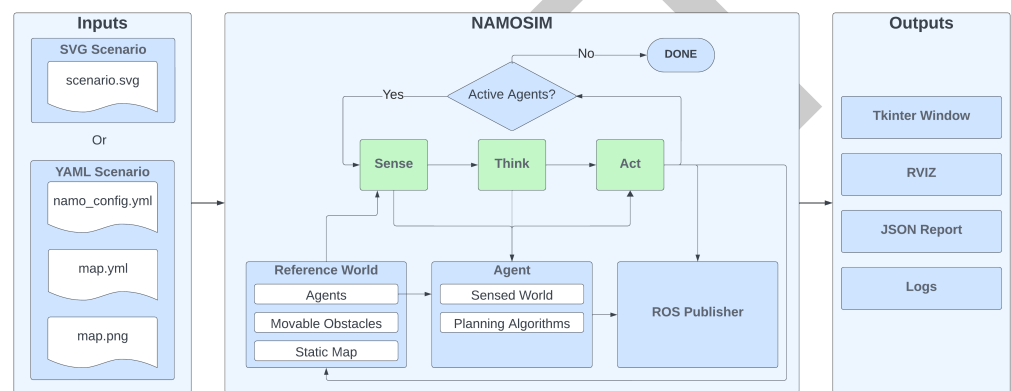 Inputs
SVG Scenario
scenario.svg
Or
YAML Scenario
namo_config.yml
map.yml
map.png
NAMOSIM
No
DONE
Active Agents?
Yes
Sense
Think
Act
Reference World
Agents
Movable Obstacles
Static Map
Agent
Sensed World
Planning Algorithms
ROS Publisher
Outputs
Tkinter Window
RVIZ
JSON Report
Logs